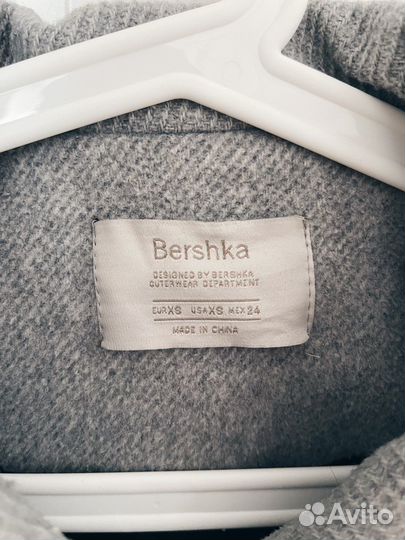 Bershka
DESIGNED BY BERSHKA
OUTERWEAR DEPARTMENT
EUR XS USA XS MEX 24
MADE IN CHINA
Avito